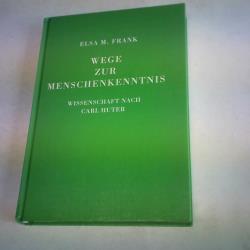 ELSA M. FRANK
WEGE
ZUR
MENSCHENKENNTNIS
WISSENSCHAFT NACH
CARL HUTER